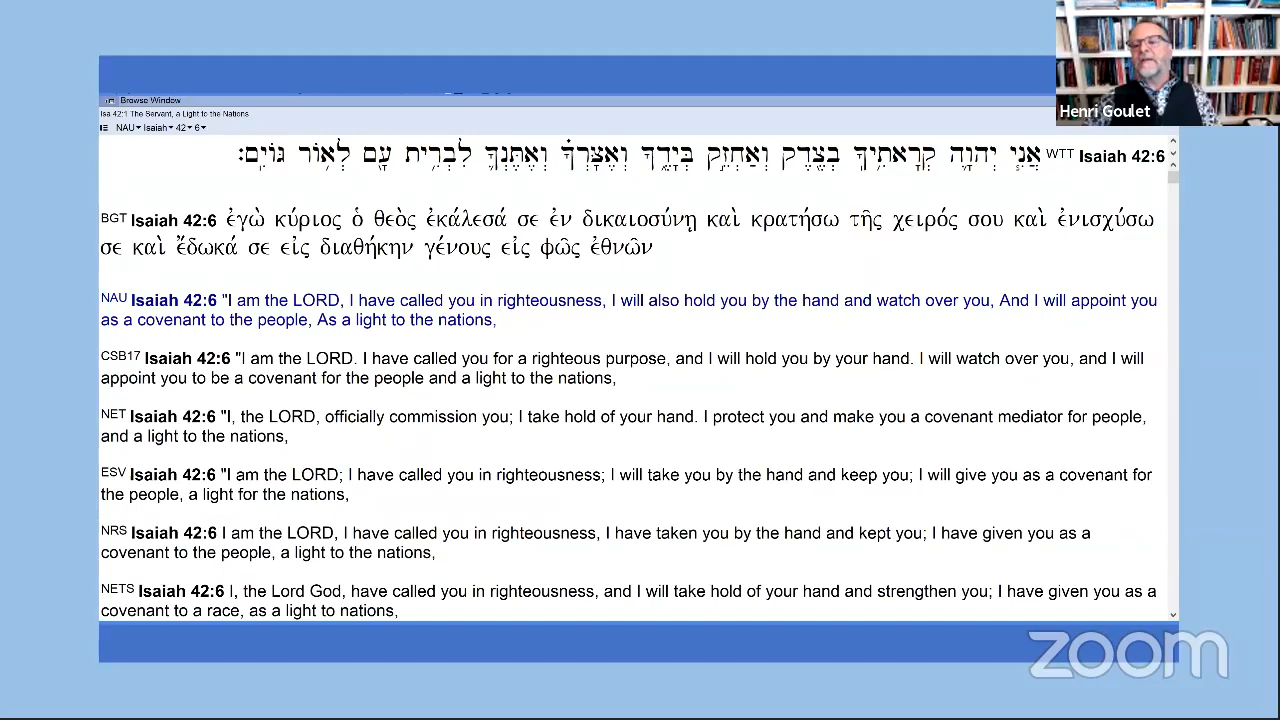 Henri Goulet
Browse Window
Isa 42:1 The Servant, a Light to the Nations
NAU Isaiah 42 6
WTT Isaiah 42:6 אֲנִ֧י יְהוָ֛ה קְרָאתִ֥יךָֽ בְצֶ֖דֶק וְאַחְזֵ֣ק בְּיָדֶ֑ךָ וְאֶצָּרְךָ֗ וְאֶתֶּנְךָ֛ לִבְרִ֥ית עָ֖ם לְא֥וֹר גּוֹיִֽם׃
BGT Isaiah 42:6 ἐγὼ κύριος ὁ θεὸς ἐκάλεσά σε ἐν δικαιοσύνῃ καὶ κρατήσω τῆς χειρός σου καὶ ἐνισχύσω
σε καὶ ἔδωκά σε εἰς διαθήκην γένους εἰς φῶς ἐθνῶν
NAU Isaiah 42:6 "I am the LORD, I have called you in righteousness, I will also hold you by the hand and watch over you, And I will appoint you
as a covenant to the people, As a light to the nations,
CSB17 Isaiah 42:6 "I am the LORD. I have called you for a righteous purpose, and I will hold you by your hand. I will watch over you, and I will
appoint you to be a covenant for the people and a light to the nations,
NET Isaiah 42:6 "I, the LORD, officially commission you; I take hold of your hand. I protect you and make you a covenant mediator for people,
and a light to the nations,
ESV Isaiah 42:6 "I am the LORD; I have called you in righteousness; I will take you by the hand and keep you; I will give you as a covenant for
the people, a light for the nations,
NRS Isaiah 42:6 I am the LORD, I have called you in righteousness, I have taken you by the hand and kept you; I have given you as a
covenant to the people, a light to the nations,
NETS Isaiah 42:6 I, the Lord God, have called you in righteousness, and I will take hold of your hand and strengthen you; I have given you as a
covenant to a race, as a light to nations,
zoom